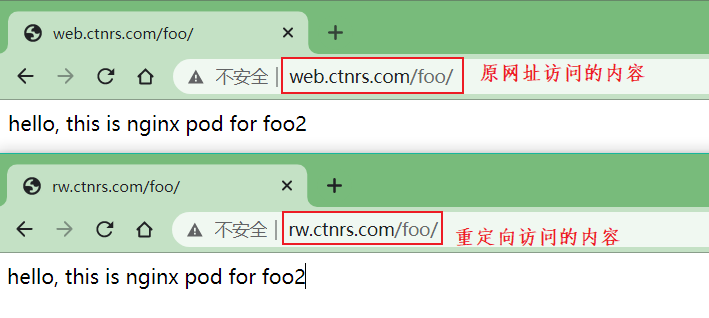 web.ctnrs.com/foo/
不安全 | web.ctnrs.com/foo/ 原网址访问的内容
hello, this is nginx pod for foo2
rw.ctnrs.com/foo/
不安全 | rw.ctnrs.com/foo/ 重定向访问的内容
hello, this is nginx pod for foo2